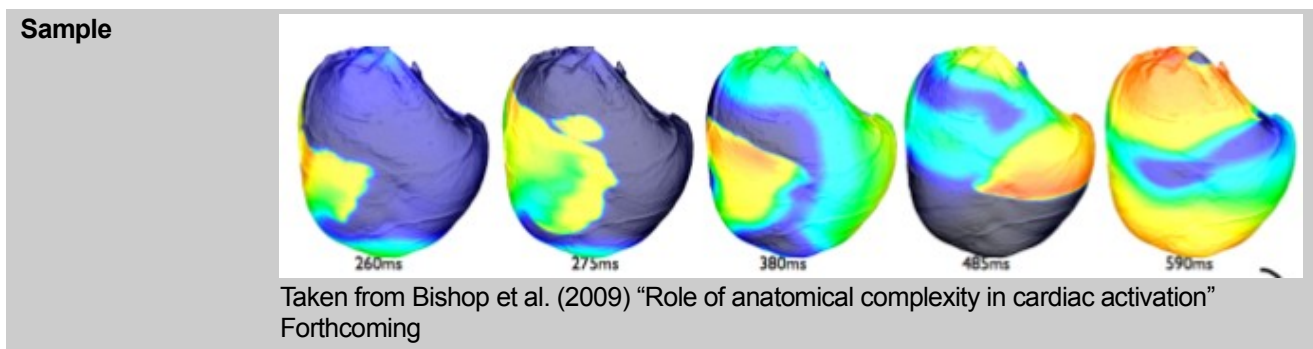 Sample
260ms 275ms 380ms 485ms 590ms
Taken from Bishop et al. (2009) “Role of anatomical complexity in cardiac activation”
Forthcoming